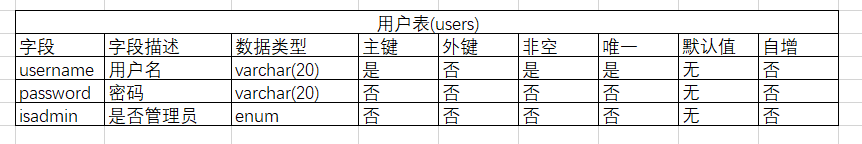 用户表(users)
字段 字段描述 数据类型 主键 外键 非空 唯一 默认值 自增
username 用户名 varchar(20) 是 否 是 是 无 否
password 密码 varchar(20) 否 否 否 否 无 否
isadmin 是否管理员 enum 否 否 否 否 无 否